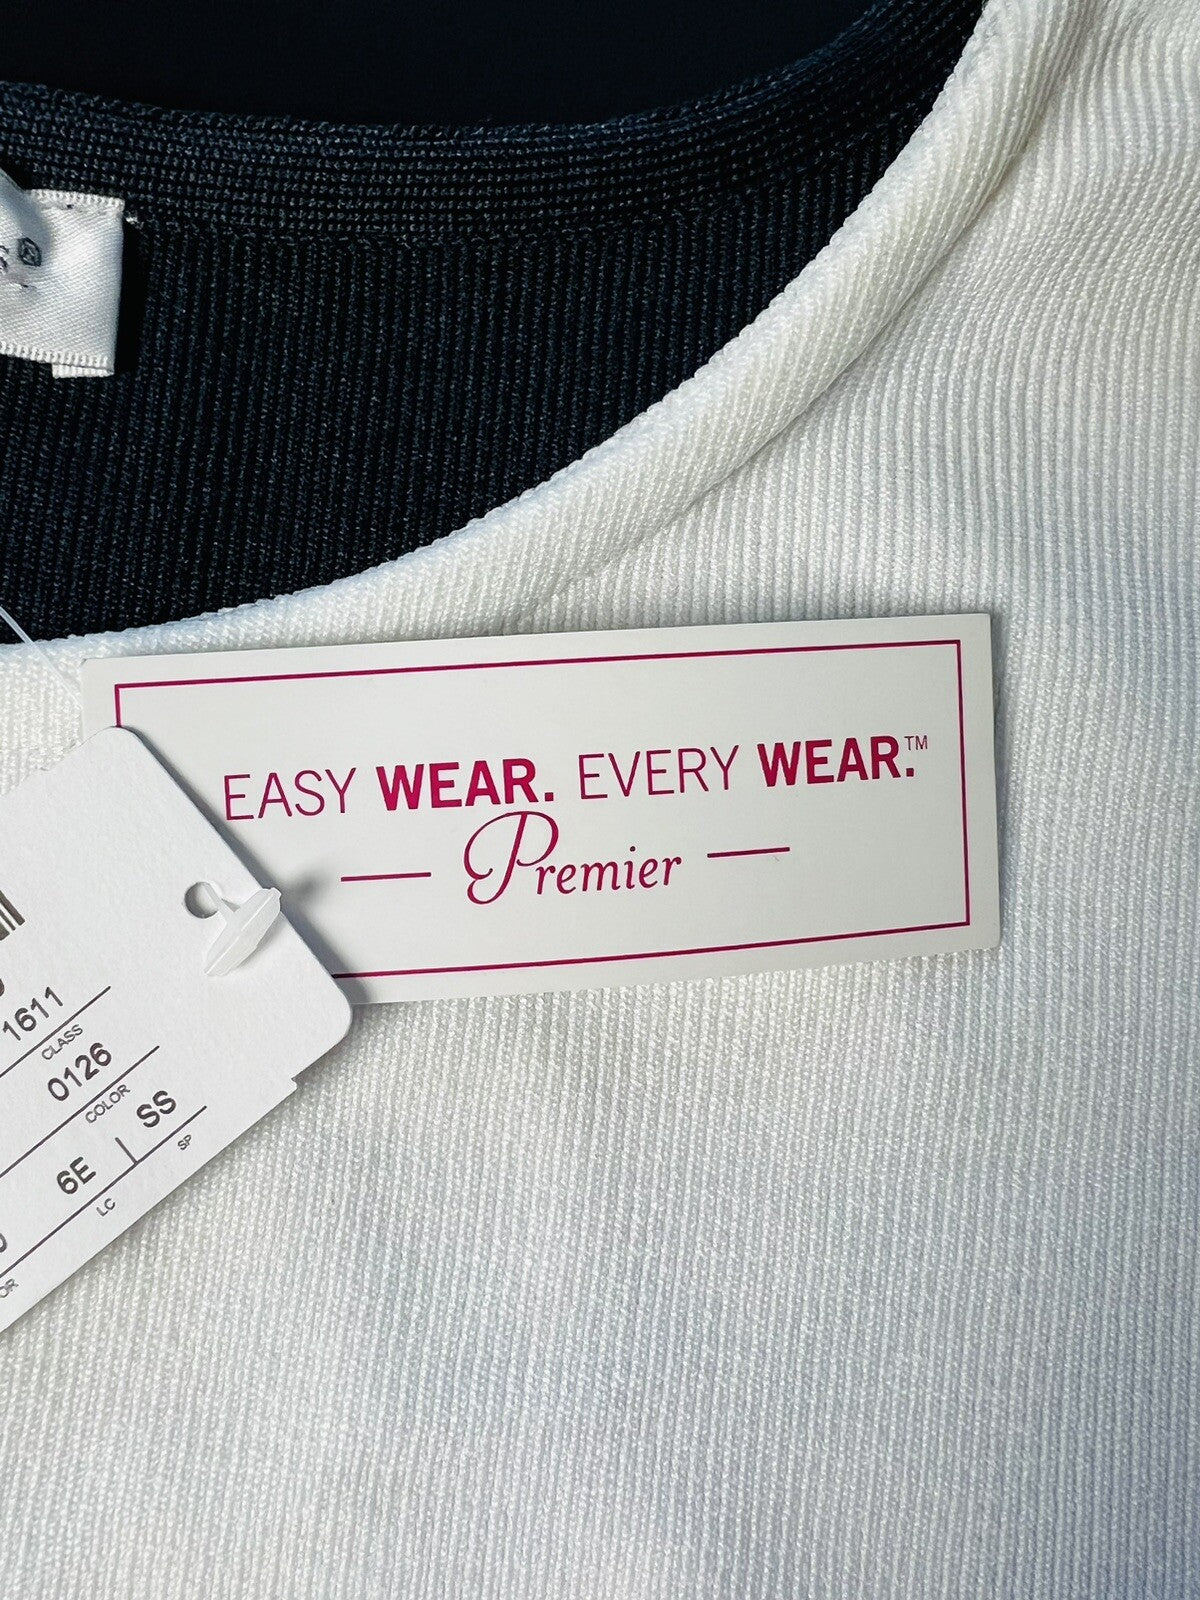 EASY WEAR. EVERY WEAR.™
Premier
1611
CLASS
0126
COLOR
6E | SS
LC SP